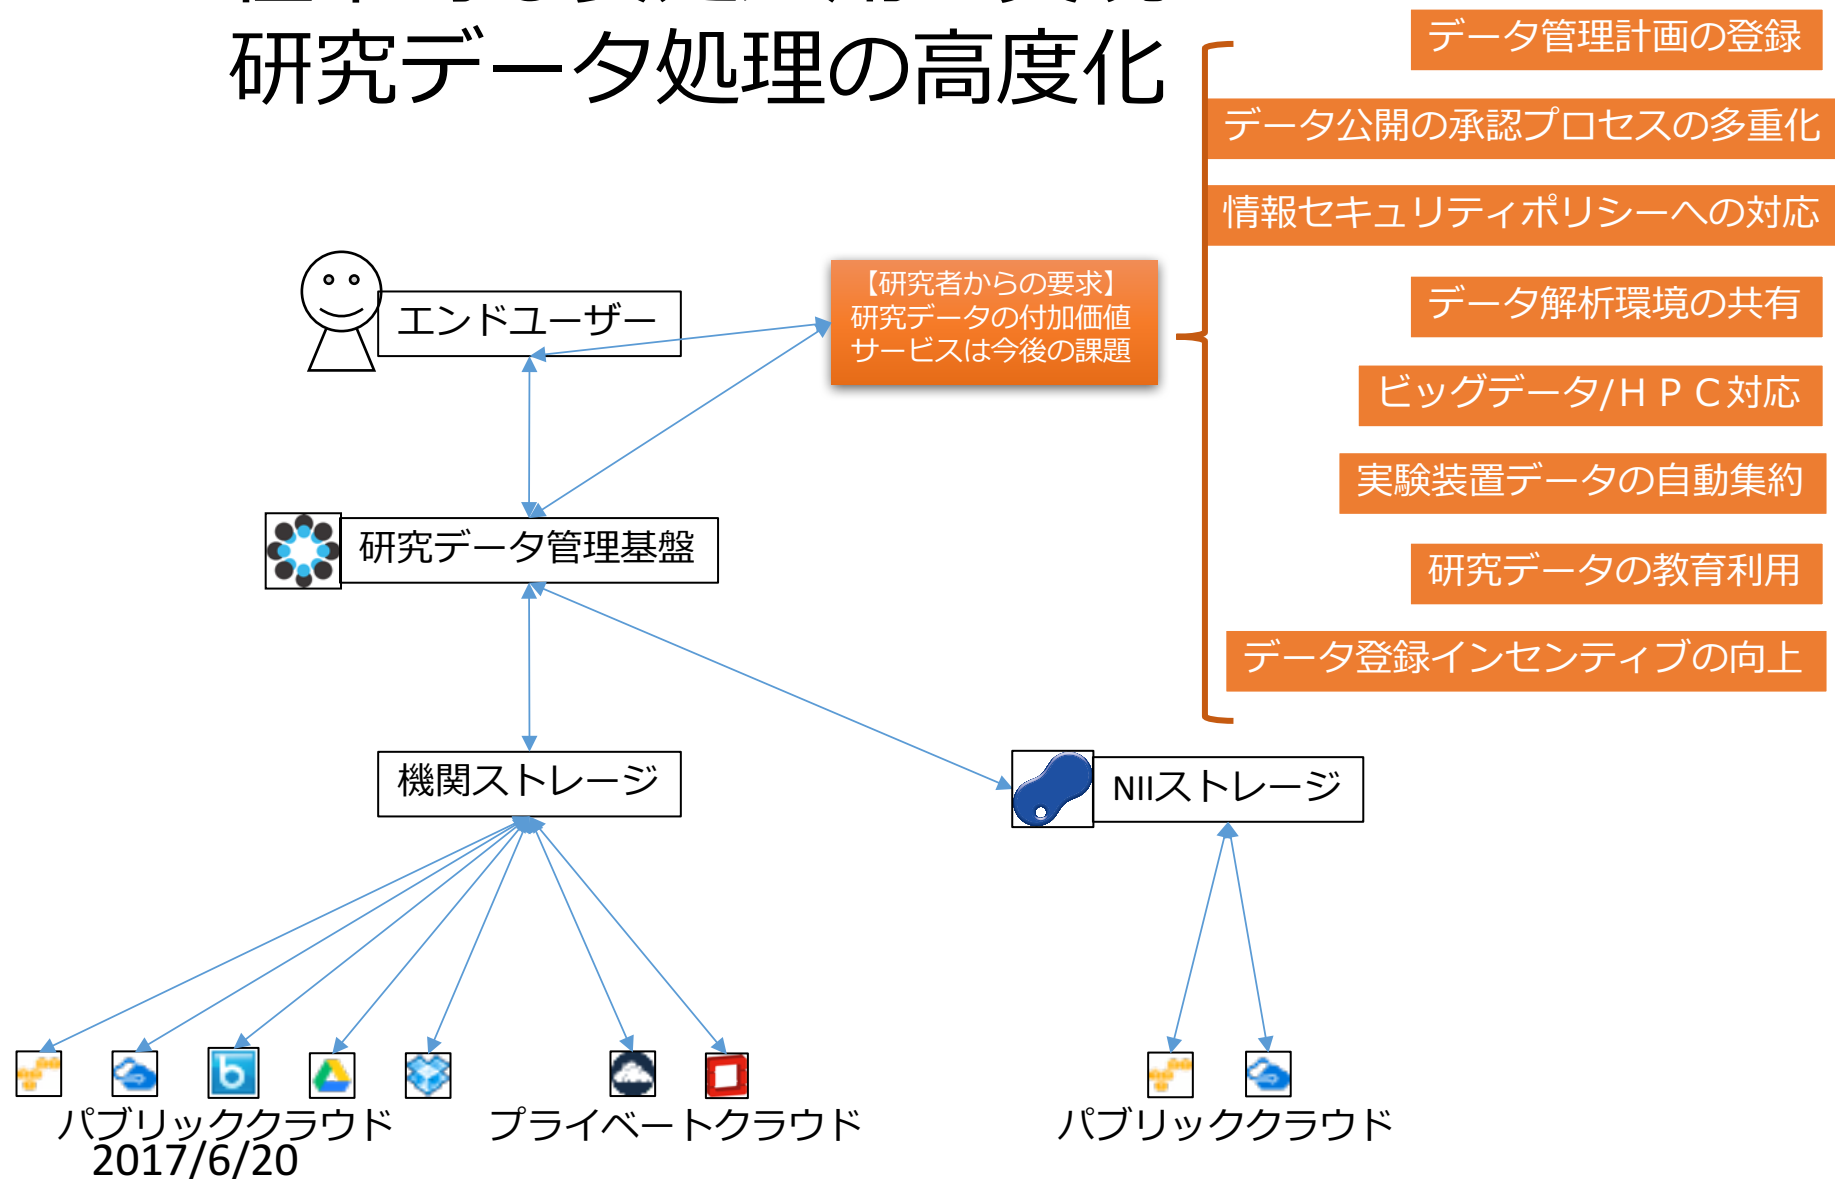 研究データ処理の高度化
データ管理計画の登録
データ公開の承認プロセスの多重化
情報セキュリティポリシーへの対応
データ解析環境の共有
ビッグデータ/ＨＰＣ対応
実験装置データの自動集約
研究データの教育利用
データ登録インセンティブの向上
【研究者からの要求】
研究データの付加価値
サービスは今後の課題
エンドユーザー
研究データ管理基盤
機関ストレージ
NIIストレージ
パブリッククラウド
プライベートクラウド
パブリッククラウド
2017/6/20